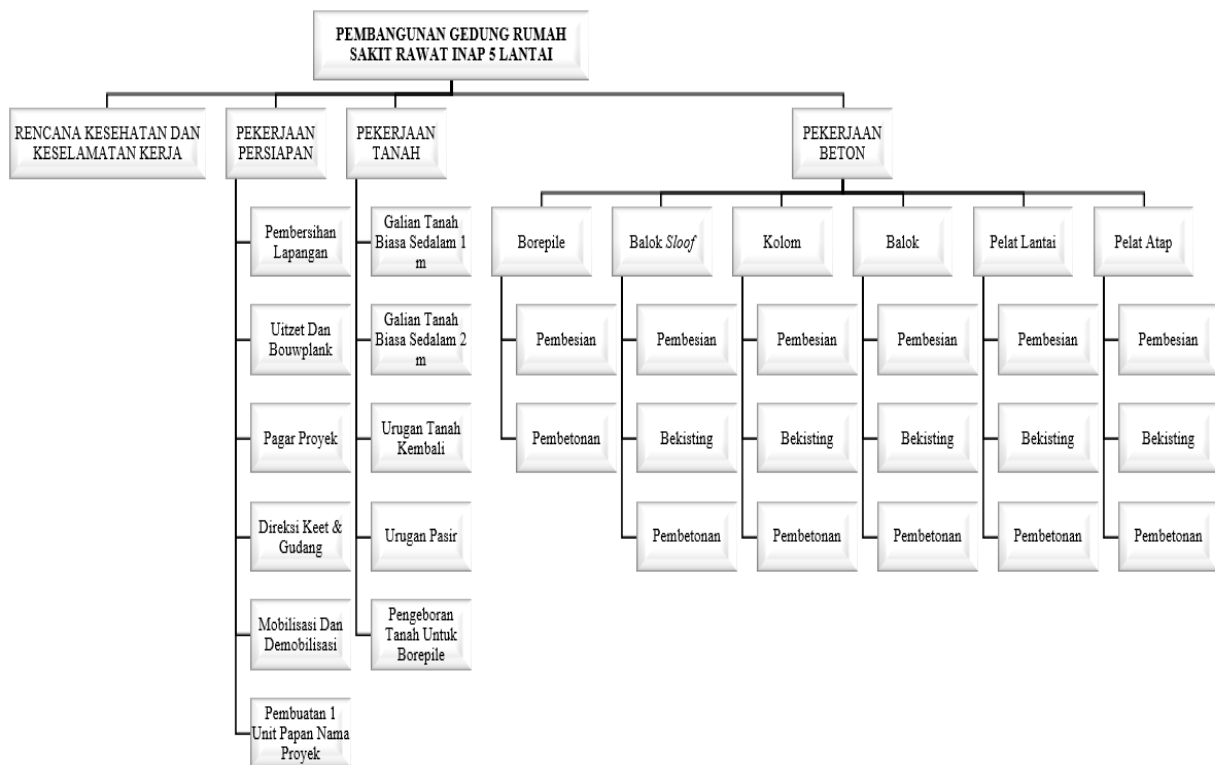 PEMBANGUNAN GEDUNG RUMAH
SAKIT RAWAT INAP 5 LANTAI
RENCANA KESEHATAN DAN
KESELAMATAN KERJA
PEKERJAAN
PERSIAPAN
PEKERJAAN
TANAH
PEKERJAAN
BETON
Pembersihan
Lapangan
Uitzet Dan
Bouwplank
Pagar Proyek
Direksi Keet &
Gudang
Mobilisasi Dan
Demobilisasi
Pembuatan 1
Unit Papan Nama
Proyek
Galian Tanah
Biasa Sedalam 1
m
Galian Tanah
Biasa Sedalam 2
m
Urugan Tanah
Kembali
Urugan Pasir
Pengeboran
Tanah Untuk
Borepile
Borepile
Pembesian
Pembetonan
Balok Sloof
Pembesian
Bekisting
Pembetonan
Kolom
Pembesian
Bekisting
Pembetonan
Balok
Pembesian
Bekisting
Pembetonan
Pelat Lantai
Pembesian
Bekisting
Pembetonan
Pelat Atap
Pembesian
Bekisting
Pembetonan